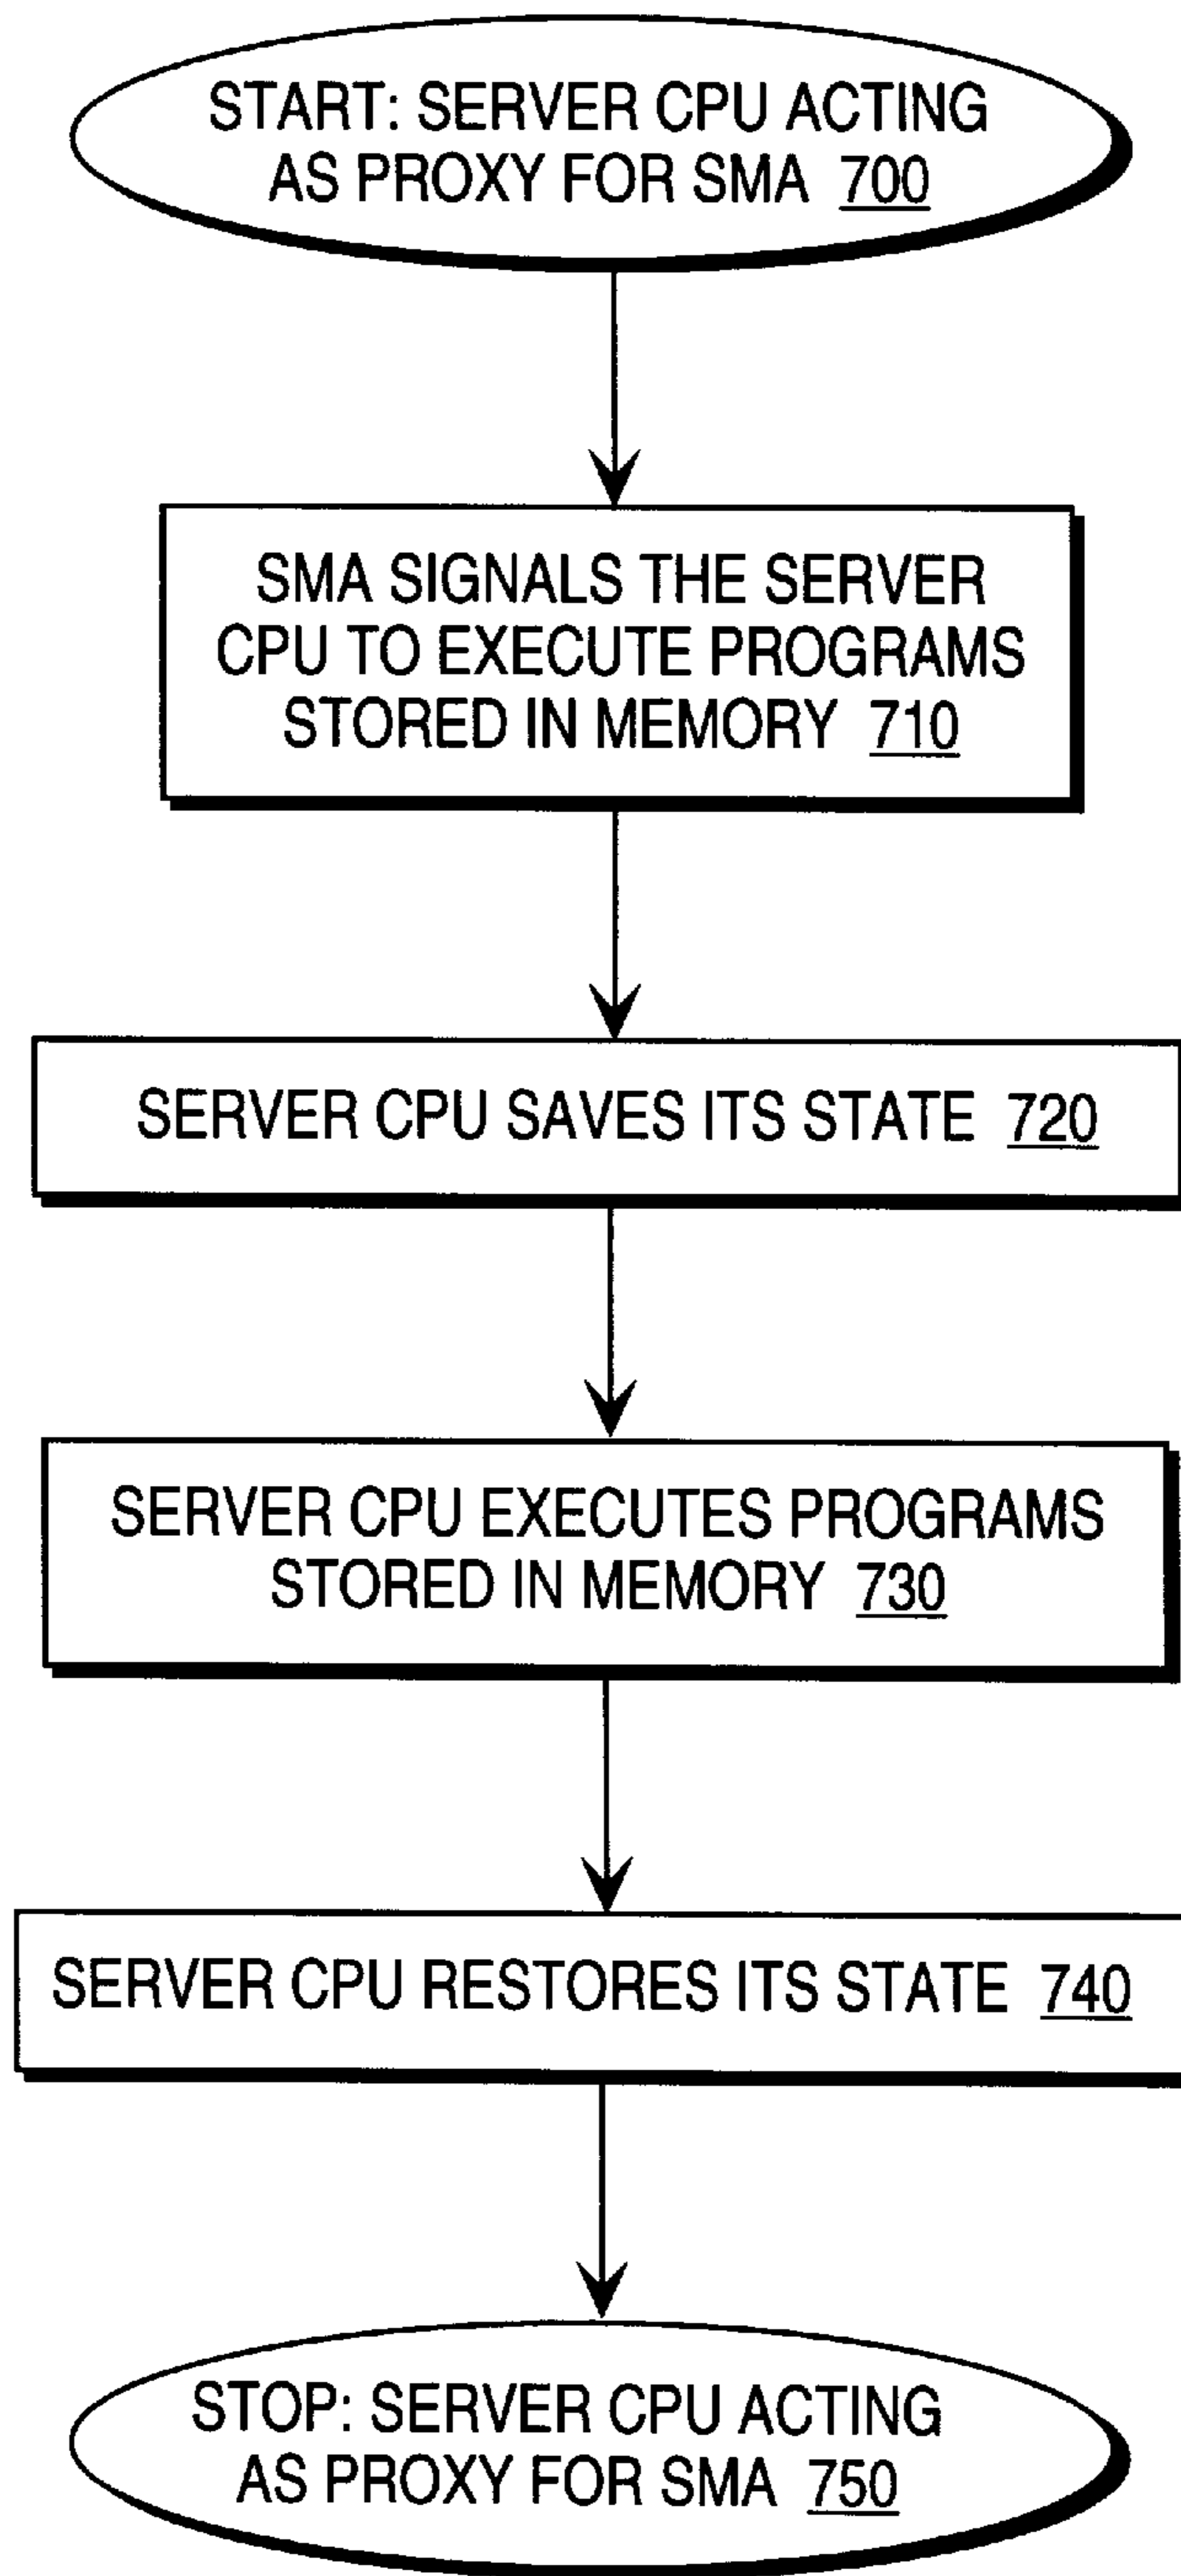 START: SERVER CPU ACTING
AS PROXY FOR SMA 700
SMA SIGNALS THE SERVER
CPU TO EXECUTE PROGRAMS
STORED IN MEMORY 710
SERVER CPU SAVES ITS STATE 720
SERVER CPU EXECUTES PROGRAMS
STORED IN MEMORY 730
SERVER CPU RESTORES ITS STATE 740
STOP: SERVER CPU ACTING
AS PROXY FOR SMA 750